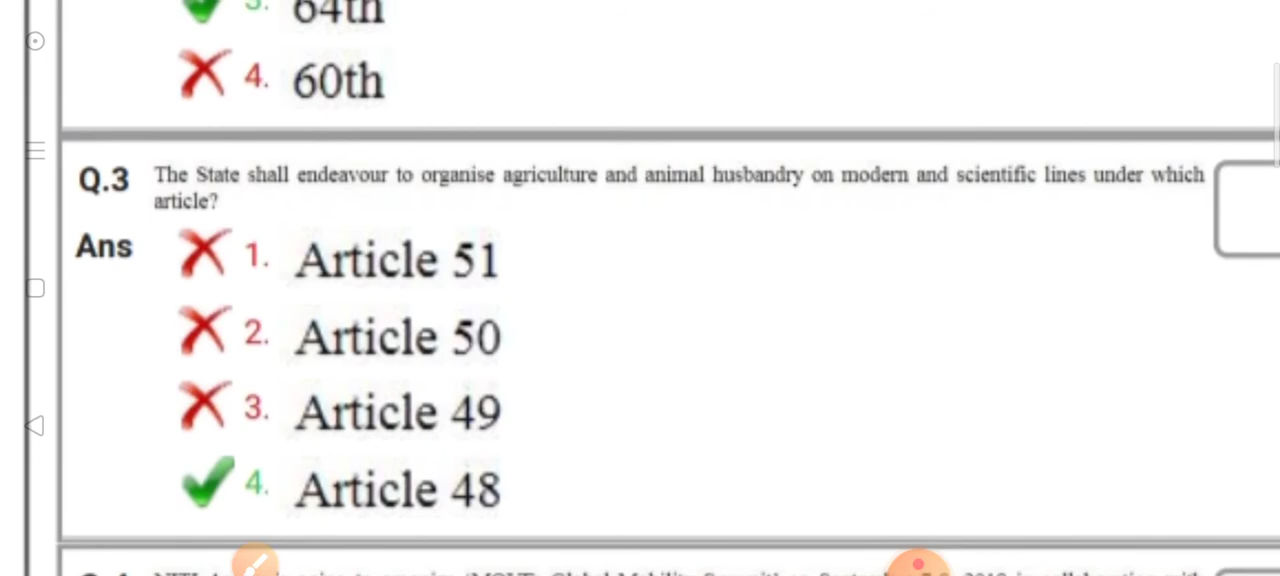 3. 64th
4. 60th
Q.3 The State shall endeavour to organise agriculture and animal husbandry on modern and scientific lines under which
article?
Ans 1. Article 51
2. Article 50
3. Article 49
4. Article 48